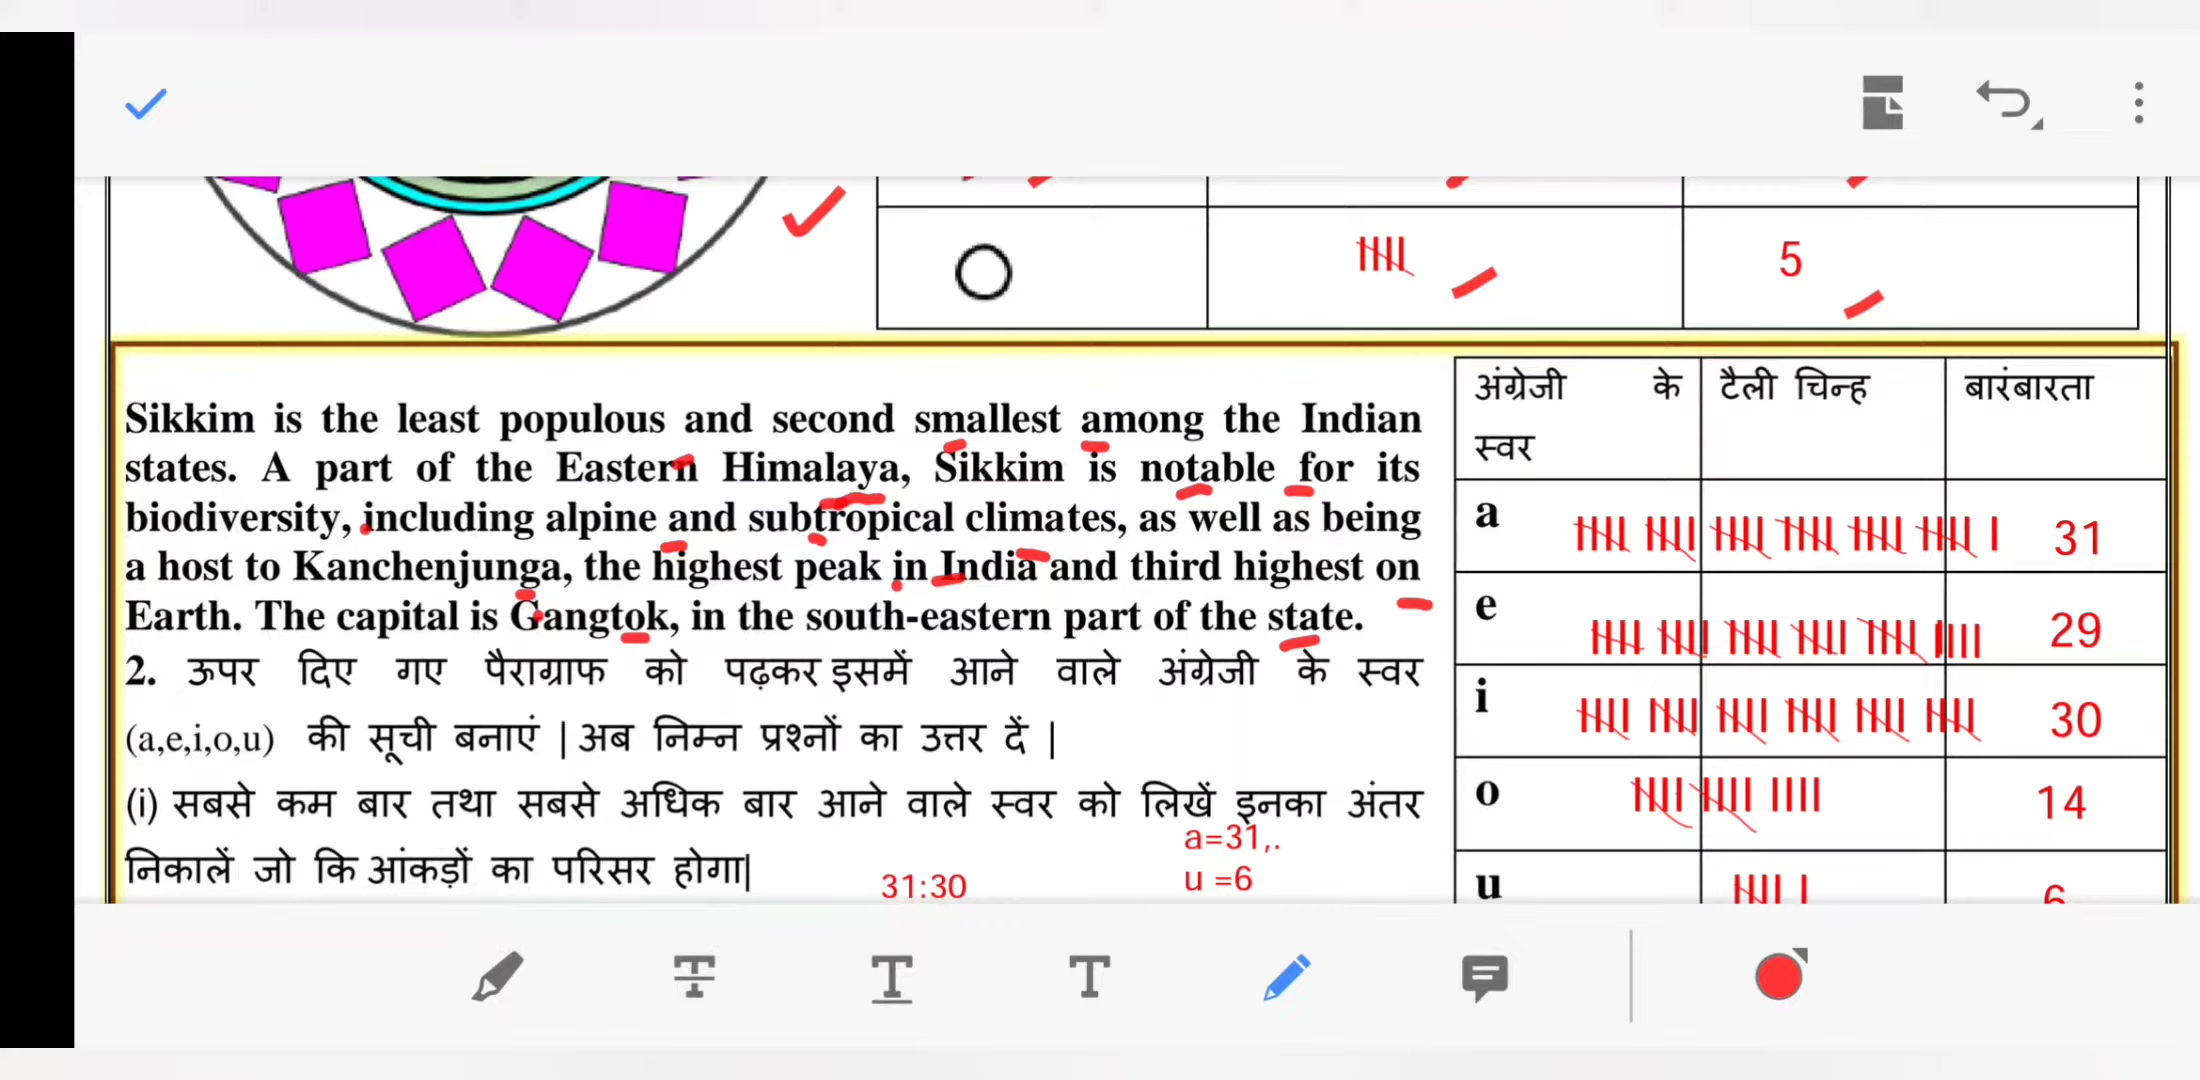 5
Sikkim is the least populous and second smallest among the Indian
states. A part of the Eastern Himalaya, Sikkim is notable for its
biodiversity, including alpine and subtropical climates, as well as being
a host to Kanchenjunga, the highest peak in India and third highest on
Earth. The capital is Gangtok, in the south-eastern part of the state.
2. ऊपर दिए गए पैराग्राफ को पढ़कर इसमें आने वाले अंग्रेजी के स्वर
(a,e,i,o,u) की सूची बनाएं | अब निम्न प्रश्नों का उत्तर दें |
(i) सबसे कम बार तथा सबसे अधिक बार आने वाले स्वर को लिखें इनका अंतर
निकालें जो कि आंकड़ों का परिसर होगा|
a=31,.
31:30
u =6
अंग्रेजी के टैली चिन्ह बारंबारता
स्वर
a 31
e 29
i 30
o 14
u 6